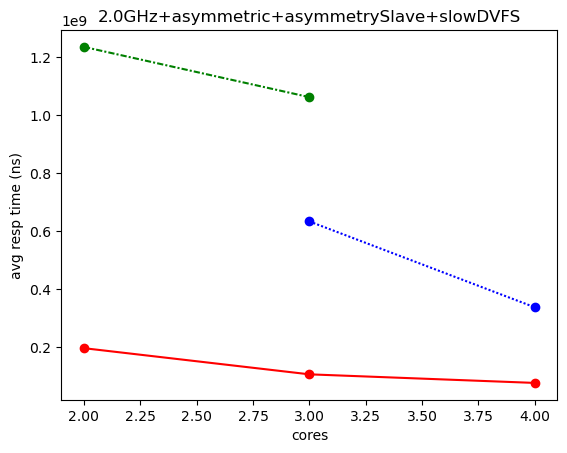 2.0GHz+asymmetric+asymmetrySlave+slowDVFS
1e9
1.2
1.0
0.8
0.6
0.4
0.2
avg resp time (ns)
2.00 2.25 2.50 2.75 3.00 3.25 3.50 3.75 4.00
cores